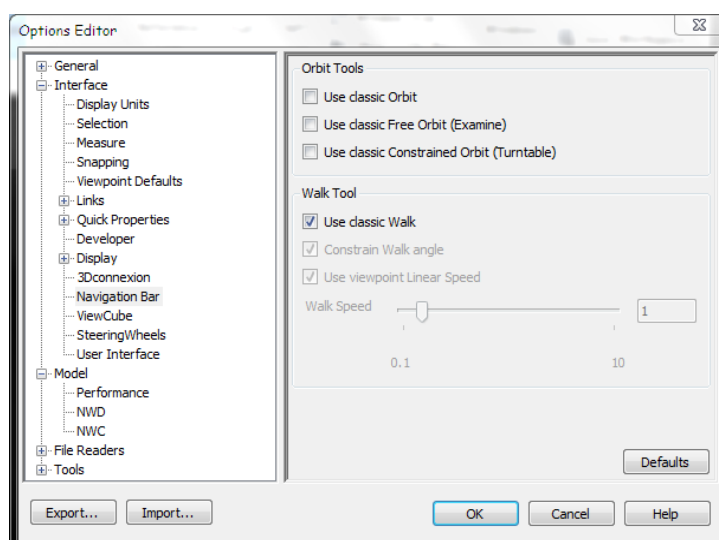 Options Editor
General
Interface
Display Units
Selection
Measure
Snapping
Viewpoint Defaults
Links
Quick Properties
Developer
Display
3Dconnexion
Navigation Bar
ViewCube
SteeringWheels
User Interface
Model
Performance
NWD
NWC
File Readers
Tools
Orbit Tools
Use classic Orbit
Use classic Free Orbit (Examine)
Use classic Constrained Orbit (Turntable)
Walk Tool
Use classic Walk
Constrain Walk angle
Use viewpoint Linear Speed
Walk Speed 1
0.1 10
Defaults
Export... Import... OK Cancel Help